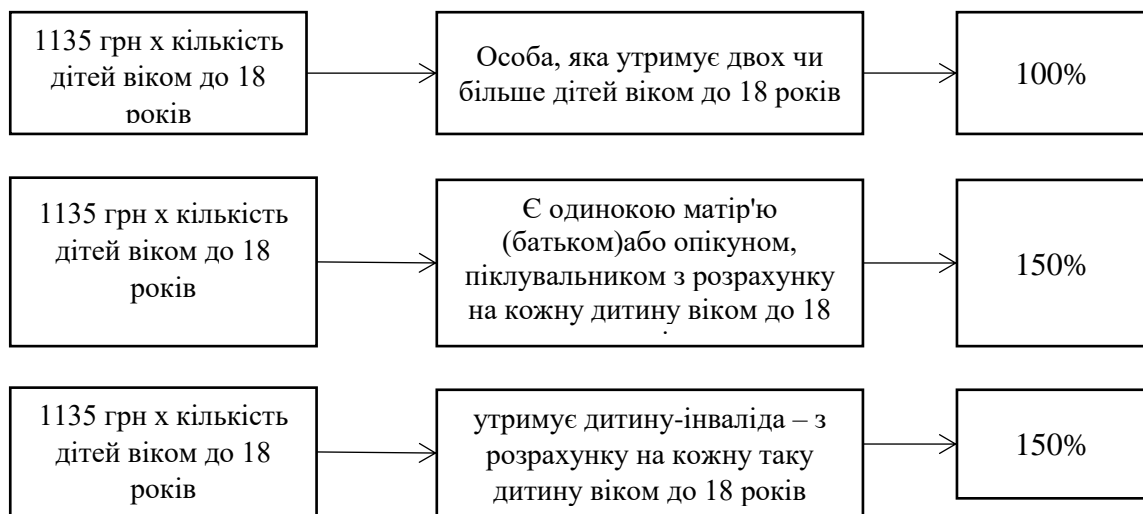 1135 грн х кількість
дітей віком до 18
років
Особа, яка утримує двох чи
більше дітей віком до 18 років
100%
1135 грн х кількість
дітей віком до 18
років
Є одинокою матір'ю
(батьком)або опікуном,
піклувальником з розрахунку
на кожну дитину віком до 18
150%
1135 грн х кількість
дітей віком до 18
років
утримує дитину-інваліда – з
розрахунку на кожну таку
дитину віком до 18 років
150%